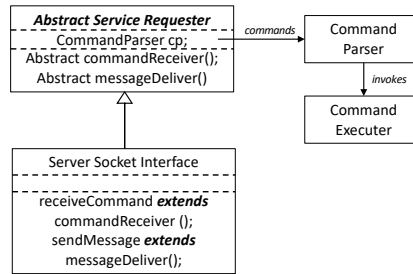 Abstract Service Requester
CommandParser cp;
Abstract commandReceiver();
Abstract messageDeliver()
commands
Command
Parser
invokes
Command
Executer
Server Socket Interface
receiveCommand extends
commandReceiver ();
sendMessage extends
messageDeliver();